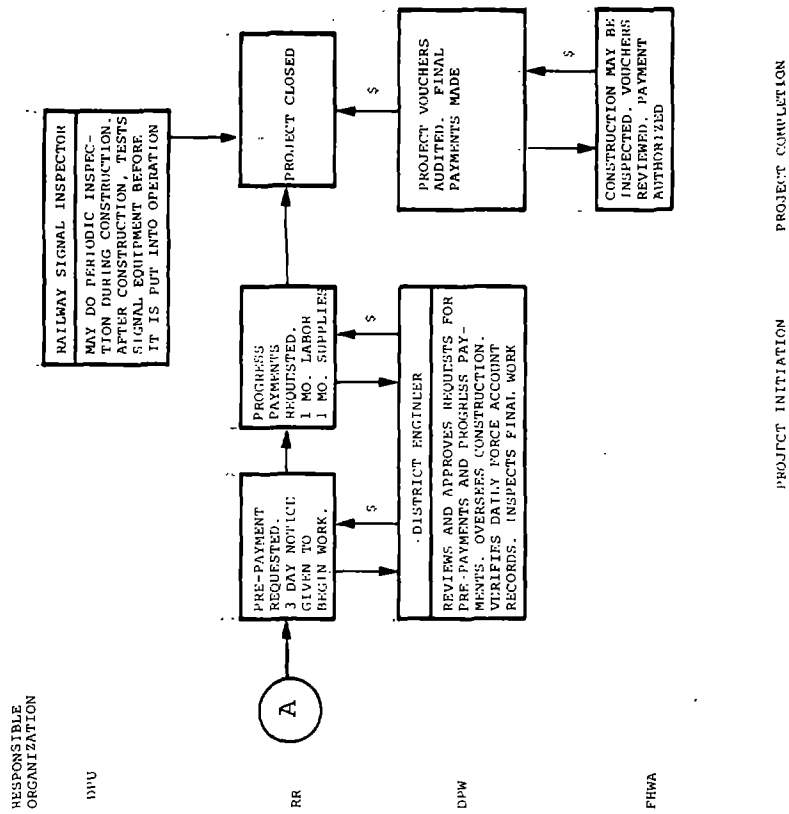 RESPONSIBLE
ORGANIZATION
DPU
RAILWAY SIGNAL INSPECTOR
MAY DO PERIODIC INSPEC-
TION DURING CONSTRUCTION.
AFTER CONSTRUCTION, TESTS
SIGNAL EQUIPMENT BEFORE
IT IS PUT INTO OPERATION
RR
A
PRE-PAYMENT
REQUESTED.
3 DAY NOTICE
GIVEN TO
BEGIN WORK.
PROGRESS
PAYMENTS
REQUESTED.
1 MO. LABOR
1 MO. SUPPLIES
PROJECT CLOSED
$
$
$
DPW
DISTRICT ENGINEER
REVIEWS AND APPROVES REQUESTS FOR
PRE-PAYMENTS AND PROGRESS PAY-
MENTS. OVERSEES CONSTRUCTION.
VERIFIES DAILY FORCE ACCOUNT
RECORDS. INSPECTS FINAL WORK
PROJECT VOUCHERS
AUDITED. FINAL
PAYMENTS MADE
$
FHWA
CONSTRUCTION MAY BE
INSPECTED, VOUCHERS
REVIEWED, PAYMENT
AUTHORIZED
PROJECT INITIATION
PROJECT COMPLETION